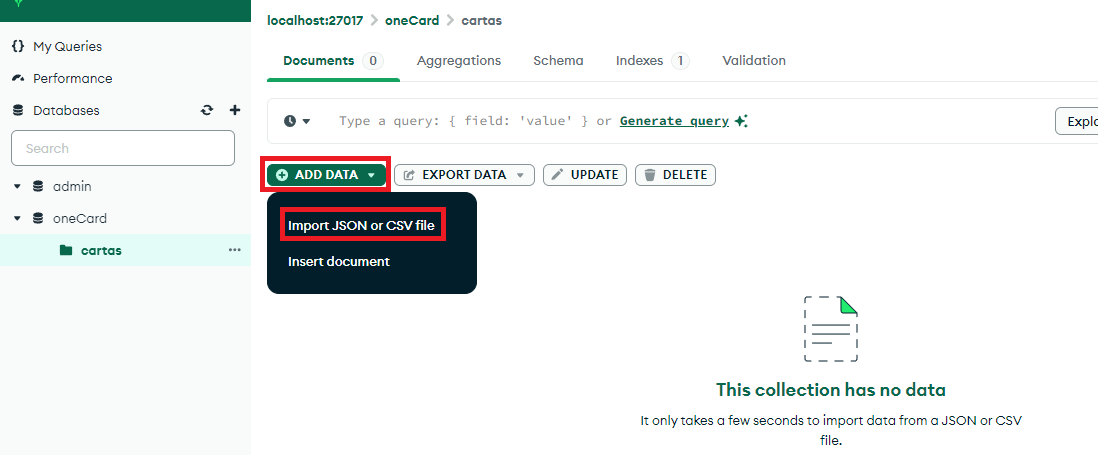 localhost:27017 > oneCard > cartas
{} My Queries
Performance
Databases
Search
admin
oneCard
cartas
Documents 0 Aggregations Schema Indexes 1 Validation
Type a query: { field: 'value' } or Generate query
Explo
ADD DATA EXPORT DATA UPDATE DELETE
Import JSON or CSV file
Insert document
This collection has no data
It only takes a few seconds to import data from a JSON or CSV
file.